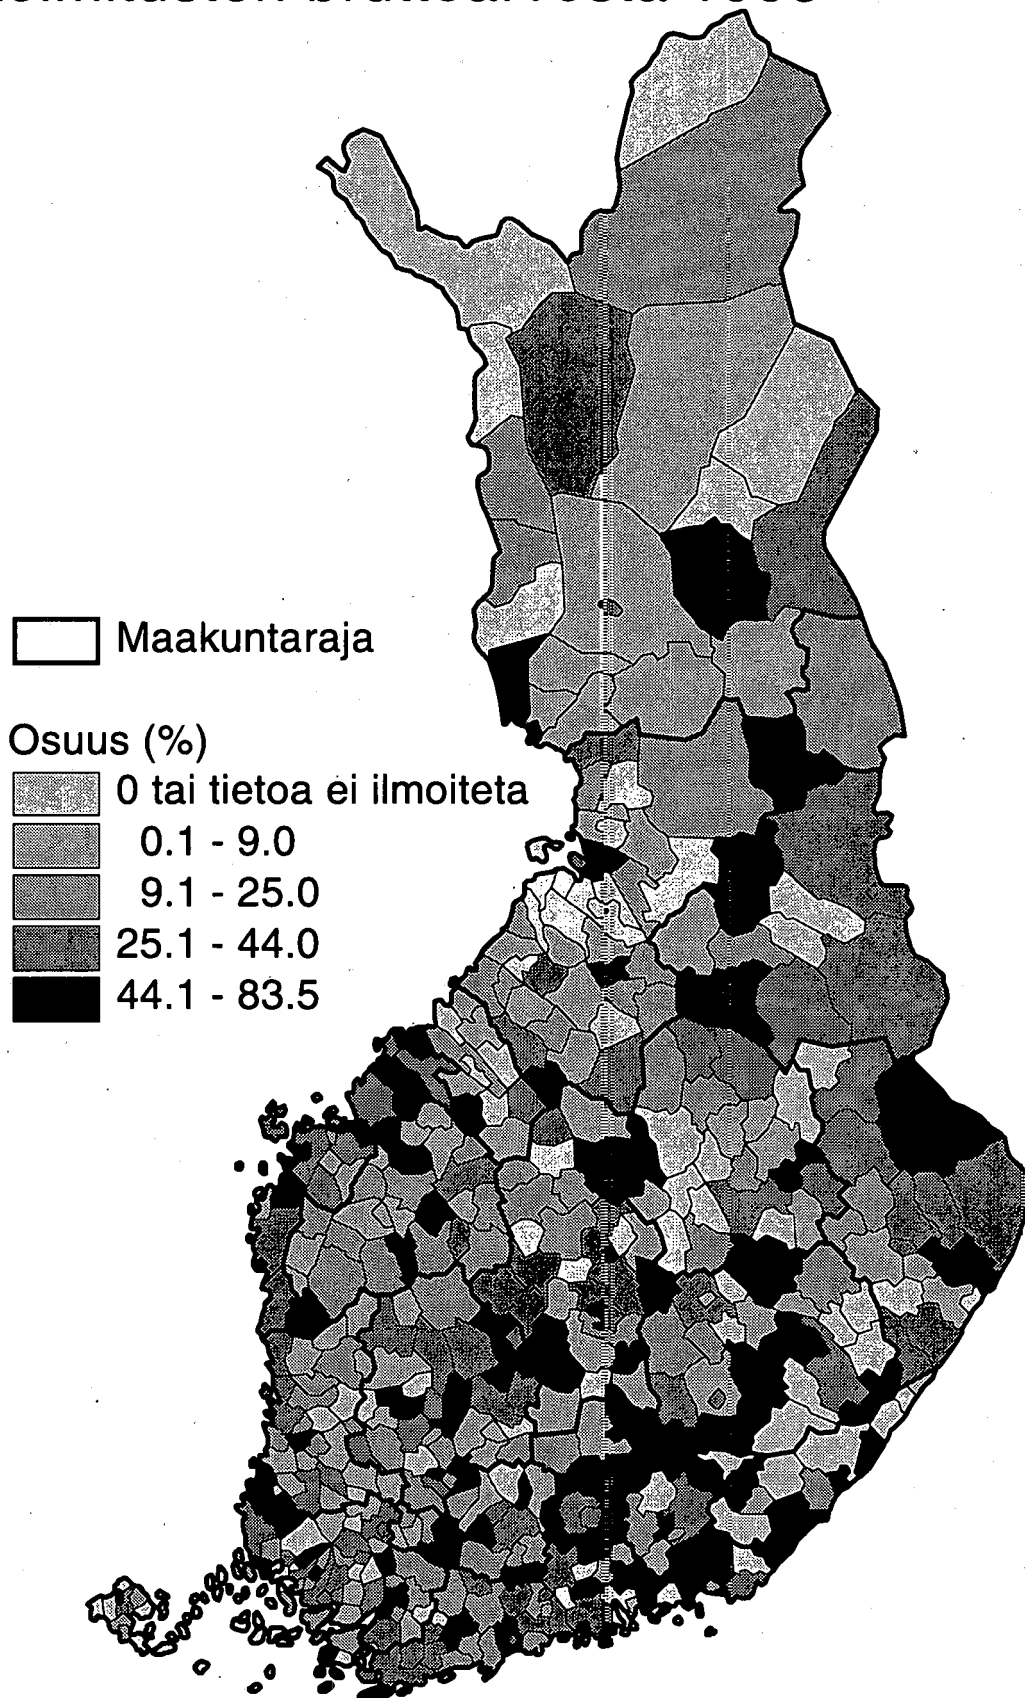 Maakuntaraja
Osuus (%)
0 tai tietoa ei ilmoiteta
0.1 - 9.0
9.1 - 25.0
25.1 - 44.0
44.1 - 83.5